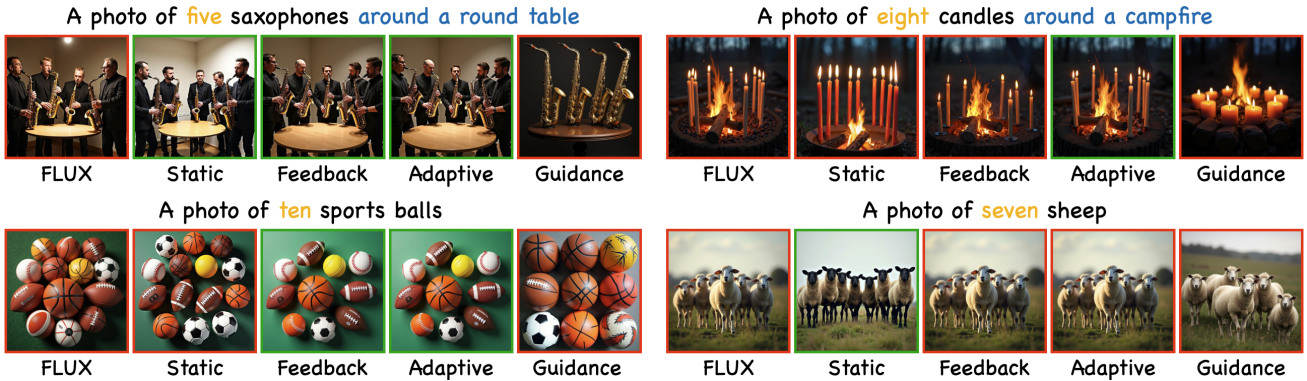 A photo of five saxophones around a round table
FLUX Static Feedback Adaptive Guidance
A photo of eight candles around a campfire
FLUX Static Feedback Adaptive Guidance
A photo of ten sports balls
FLUX Static Feedback Adaptive Guidance
A photo of seven sheep
FLUX Static Feedback Adaptive Guidance